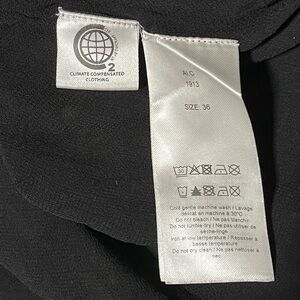 2
CLIMATE COMPENSATED
CLOTHING
N.C
1913
SIZE: 36
30
Cold gentle machine wash / Lavage
délicat en machine à 30°C
Do not bleach / Ne pas blanchir
Do not tumble dry / Ne pas utiliser de
sèche-linge
Iron at low temperature / Repasser à
basse température
Do not dry clean / Ne pas nettoyer à
sec